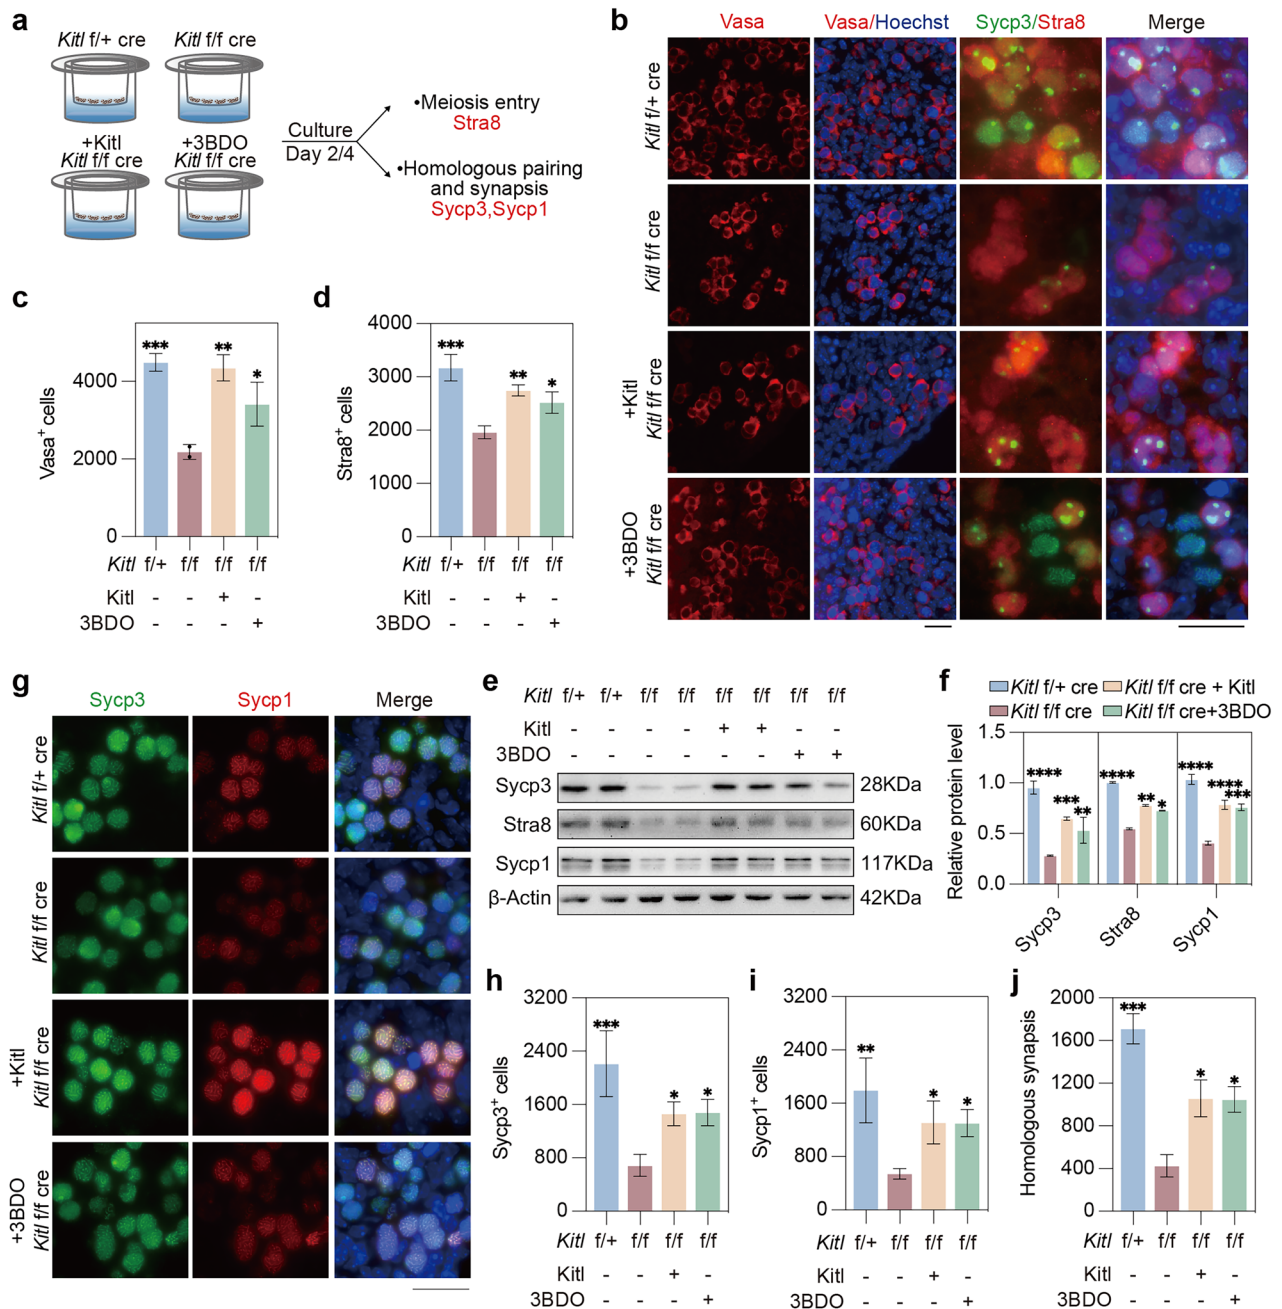 a
Kitl f/+ cre
Kitl f/f cre
+Kitl
Kitl f/f cre
+3BDO
Kitl f/f cre
Culture
Day 2/4
•Meiosis entry
Stra8
•Homologous pairing
and synapsis
Sycp3,Sycp1
b
Vasa
Vasa/Hoechst
Sycp3/Stra8
Merge
Kitl f/+ cre
Kitl f/f cre
+Kitl
Kitl f/f cre
+3BDO
Kitl f/f cre
c
Vasa+ cells
4000
2000
0
***
**
*
Kitl f/+ f/f f/f f/f
Kitl - - + -
3BDO - - - +
d
Stra8+ cells
4000
3000
2000
1000
0
***
**
*
Kitl f/+ f/f f/f f/f
Kitl - - + -
3BDO - - - +
g
Sycp3
Sycp1
Merge
Kitl f/+ cre
Kitl f/f cre
+Kitl
Kitl f/f cre
+3BDO
Kitl f/f cre
e
Kitl f/+ f/+ f/f f/f f/f f/f f/f f/f
Kitl - - - - + + - -
3BDO - - - - - - + +
Sycp3 28KDa
Stra8 60KDa
Sycp1 117KDa
β-Actin 42KDa
f
Kitl f/+ cre
Kitl f/f cre + Kitl
Kitl f/f cre
Kitl f/f cre+3BDO
Relative protein level
1.5
1.0
0.5
0.0
****
***
**
****
**
*
****
****
***
Sycp3
Stra8
Sycp1
h
Sycp3+ cells
3200
2400
1600
800
0
***
*
*
Kitl f/+ f/f f/f f/f
Kitl - - + -
3BDO - - - +
i
Sycp1+ cells
3200
2400
1600
800
0
**
*
*
Kitl f/+ f/f f/f f/f
Kitl - - + -
3BDO - - - +
j
Homologous synapsis
2000
1600
1200
800
400
0
***
*
*
Kitl f/+ f/f f/f f/f
Kitl - - + -
3BDO - - - +